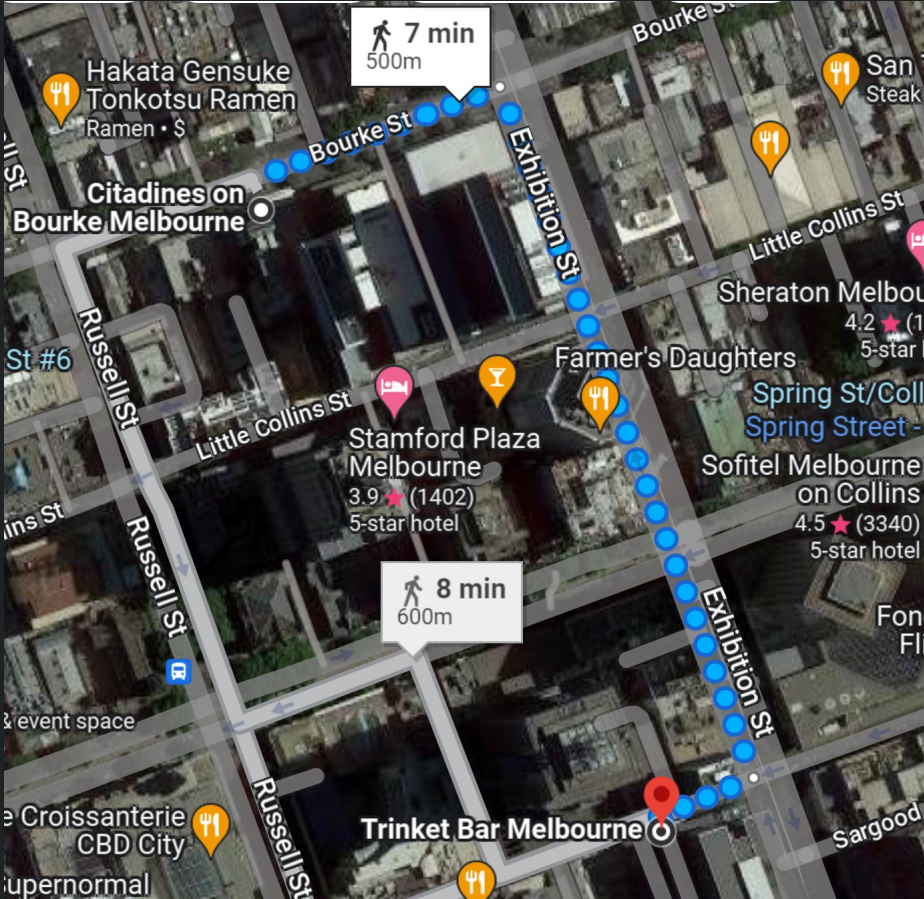 7 min
500m
Bourke St
San
Steak
Hakata Gensuke
Tonkotsu Ramen
Ramen • $
Bourke St
Exhibition St
Citadines on
Bourke Melbourne
Little Collins St
Sheraton Melbou
4.2 ★ (1
5-star
Russell St
St #6
Farmer's Daughters
Spring St/Coll
Spring Street -
Little Collins St
Stamford Plaza
Melbourne
3.9 ★ (1402)
5-star hotel
Sofitel Melbourne
on Collins
4.5 ★ (3340)
5-star hotel
ins St
Russell St
8 min
600m
Exhibition St
Fon
Fl
& event space
Russell St
e Croissanterie
CBD City
Trinket Bar Melbourne
Sargood
Supernormal